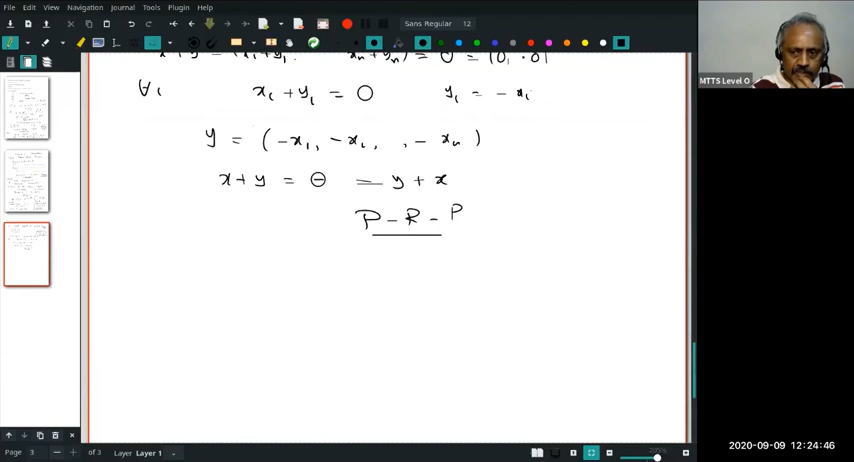 File Edit View Navigation Journal Tools Plugin Help
Sans Regular 12
∀i xᵢ + yᵢ = 0 yᵢ = - xᵢ
y = (-x₁, -x₂, , - xₙ)
x + y = Θ = y + x
P - R - P
MTTS Level O
2020-09-09 12:24:46
Page 3 of 3 Layer Layer 1